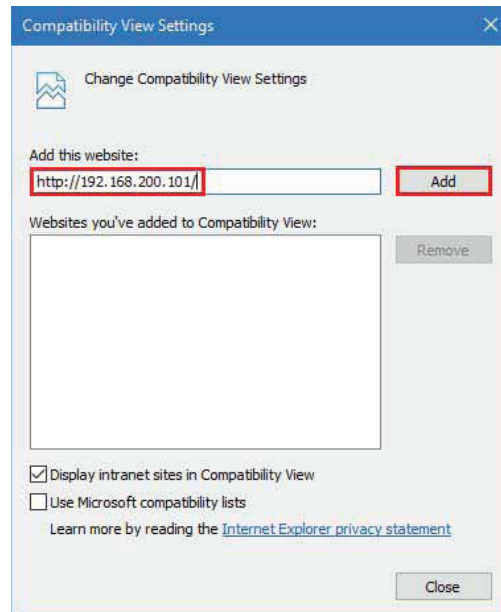 Compatibility View Settings
Change Compatibility View Settings
Add this website:
http://192.168.200.101/
Add
Websites you've added to Compatibility View:
Remove
Display intranet sites in Compatibility View
Use Microsoft compatibility lists
Learn more by reading the Internet Explorer privacy statement
Close